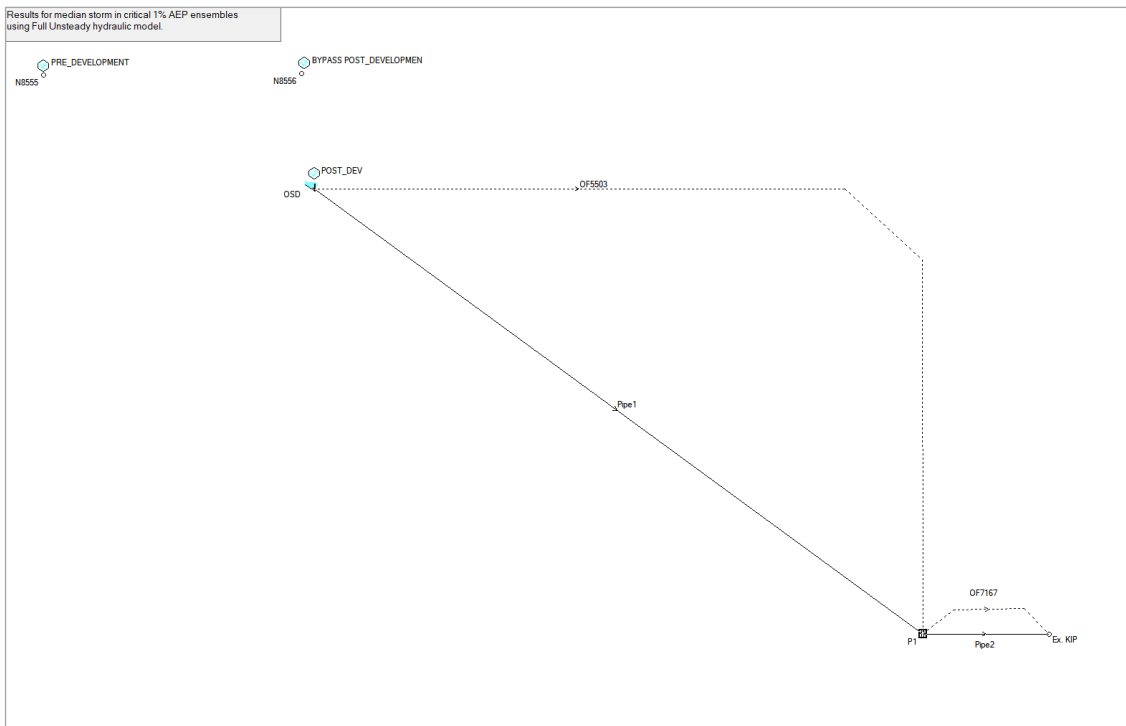 Results for median storm in critical 1% AEP ensembles
using Full Unsteady hydraulic model.
PRE_DEVELOPMENT
N8555
BYPASS POST_DEVELOPMEN
N8556
POST_DEV
OSD
OF5503
Pipe1
OF7167
P1
Pipe2
Ex. KIP